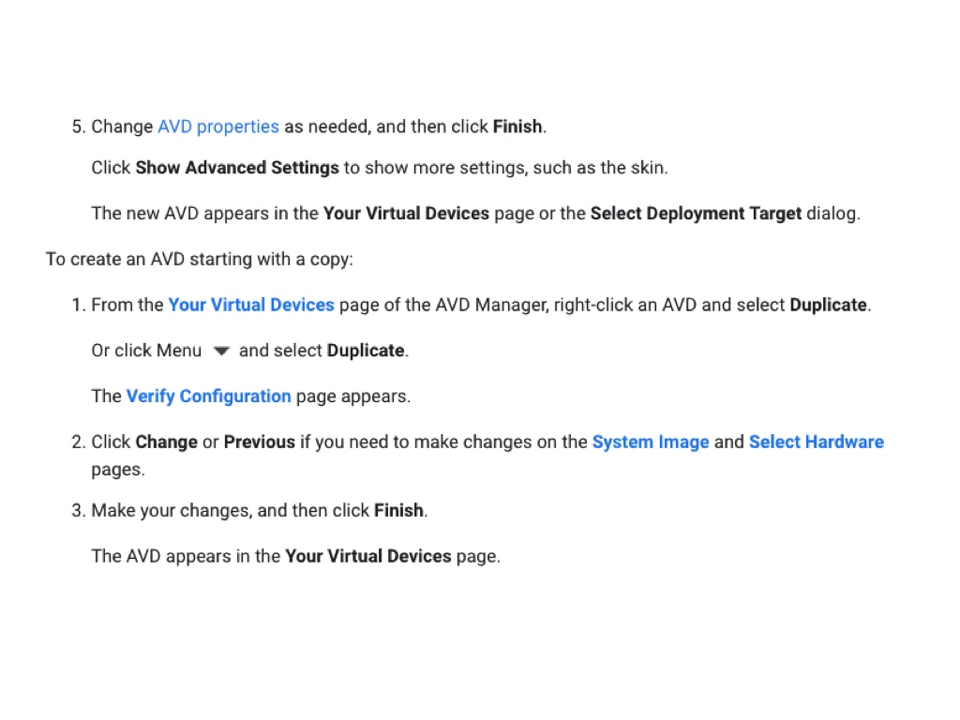 5. Change AVD properties as needed, and then click Finish.
Click Show Advanced Settings to show more settings, such as the skin.
The new AVD appears in the Your Virtual Devices page or the Select Deployment Target dialog.
To create an AVD starting with a copy:
1. From the Your Virtual Devices page of the AVD Manager, right-click an AVD and select Duplicate.
Or click Menu and select Duplicate.
The Verify Configuration page appears.
2. Click Change or Previous if you need to make changes on the System Image and Select Hardware
pages.
3. Make your changes, and then click Finish.
The AVD appears in the Your Virtual Devices page.